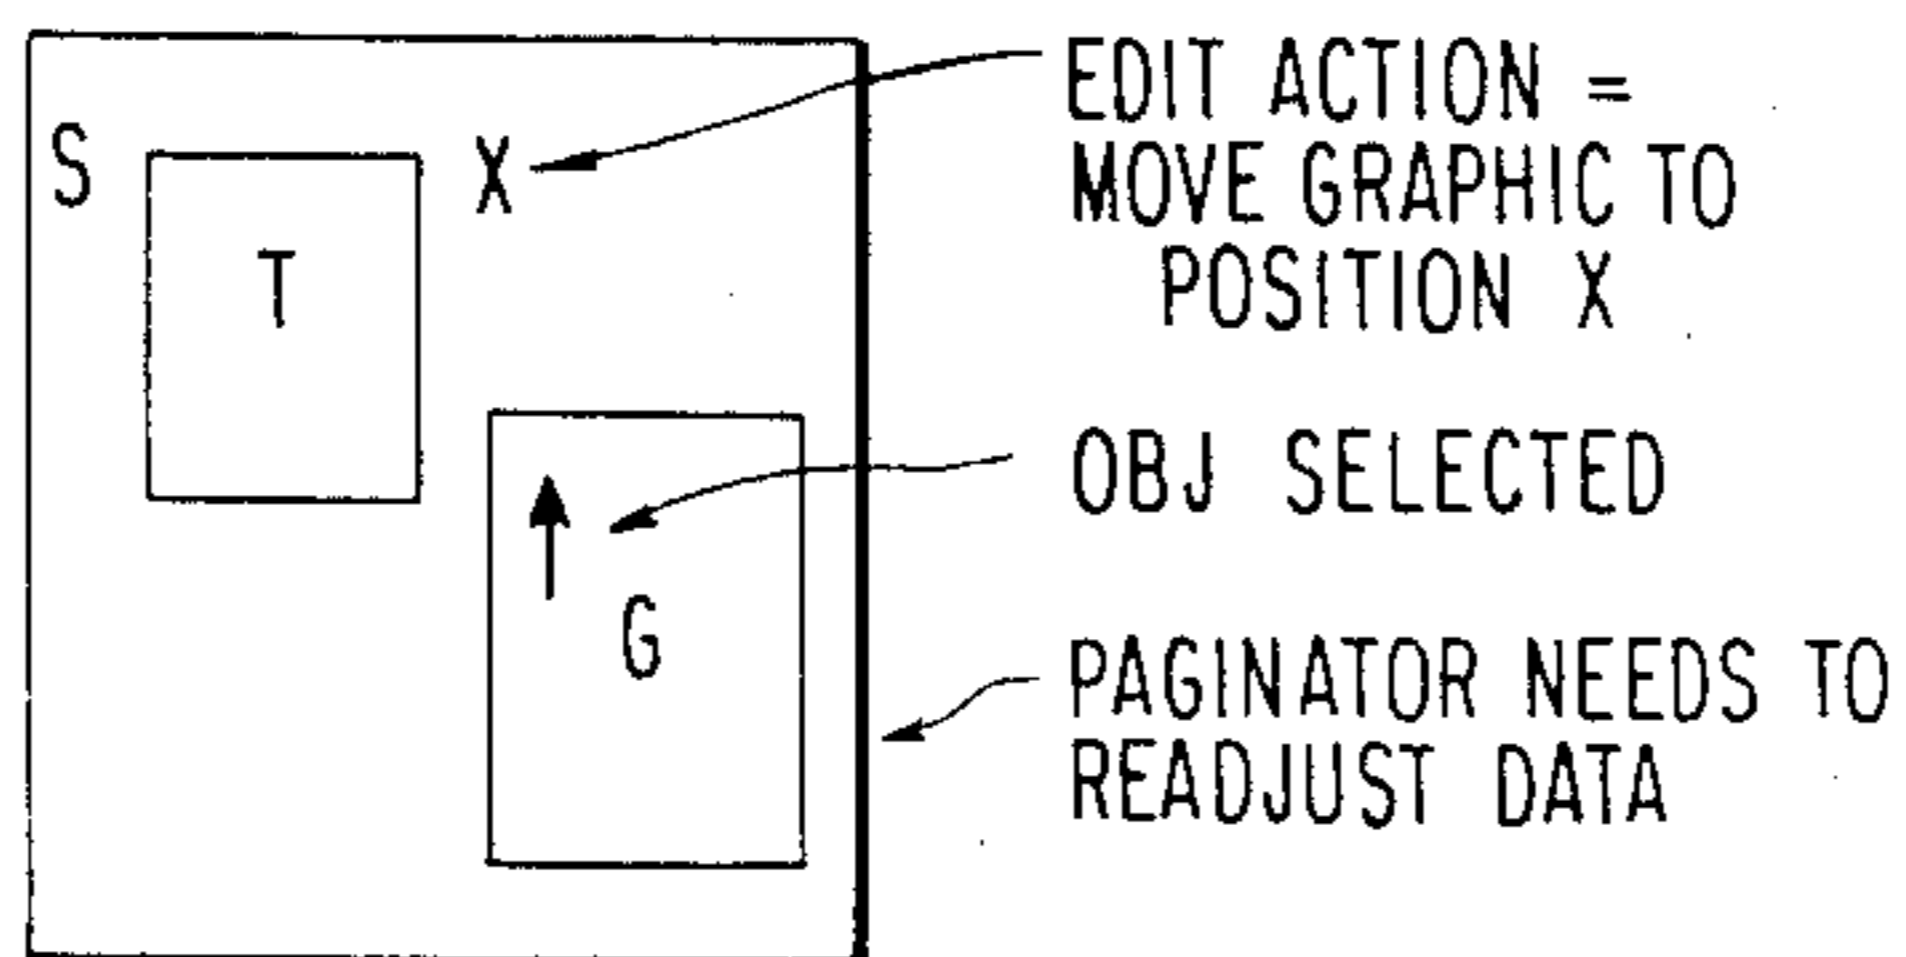 S
T
X
G
EDIT ACTION =
MOVE GRAPHIC TO
POSITION X
OBJ SELECTED
PAGINATOR NEEDS TO
READJUST DATA